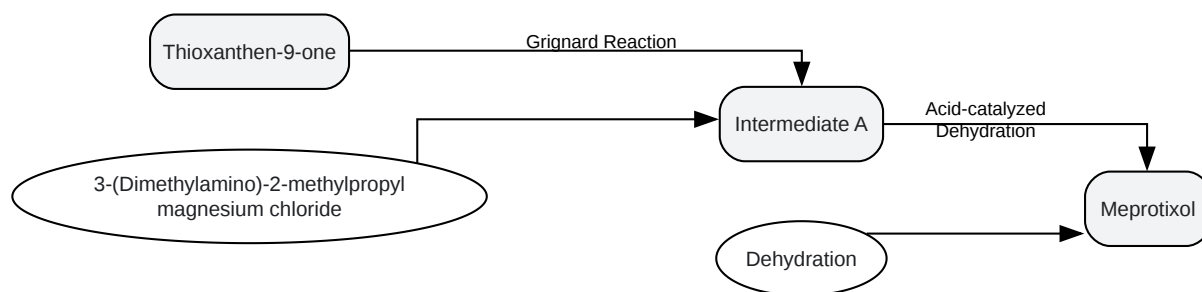 Thioxanthen-9-one
Grignard Reaction
Intermediate A
Acid-catalyzed
Dehydration
3-(Dimethylamino)-2-methylpropyl
magnesium chloride
Meprotixol
Dehydration